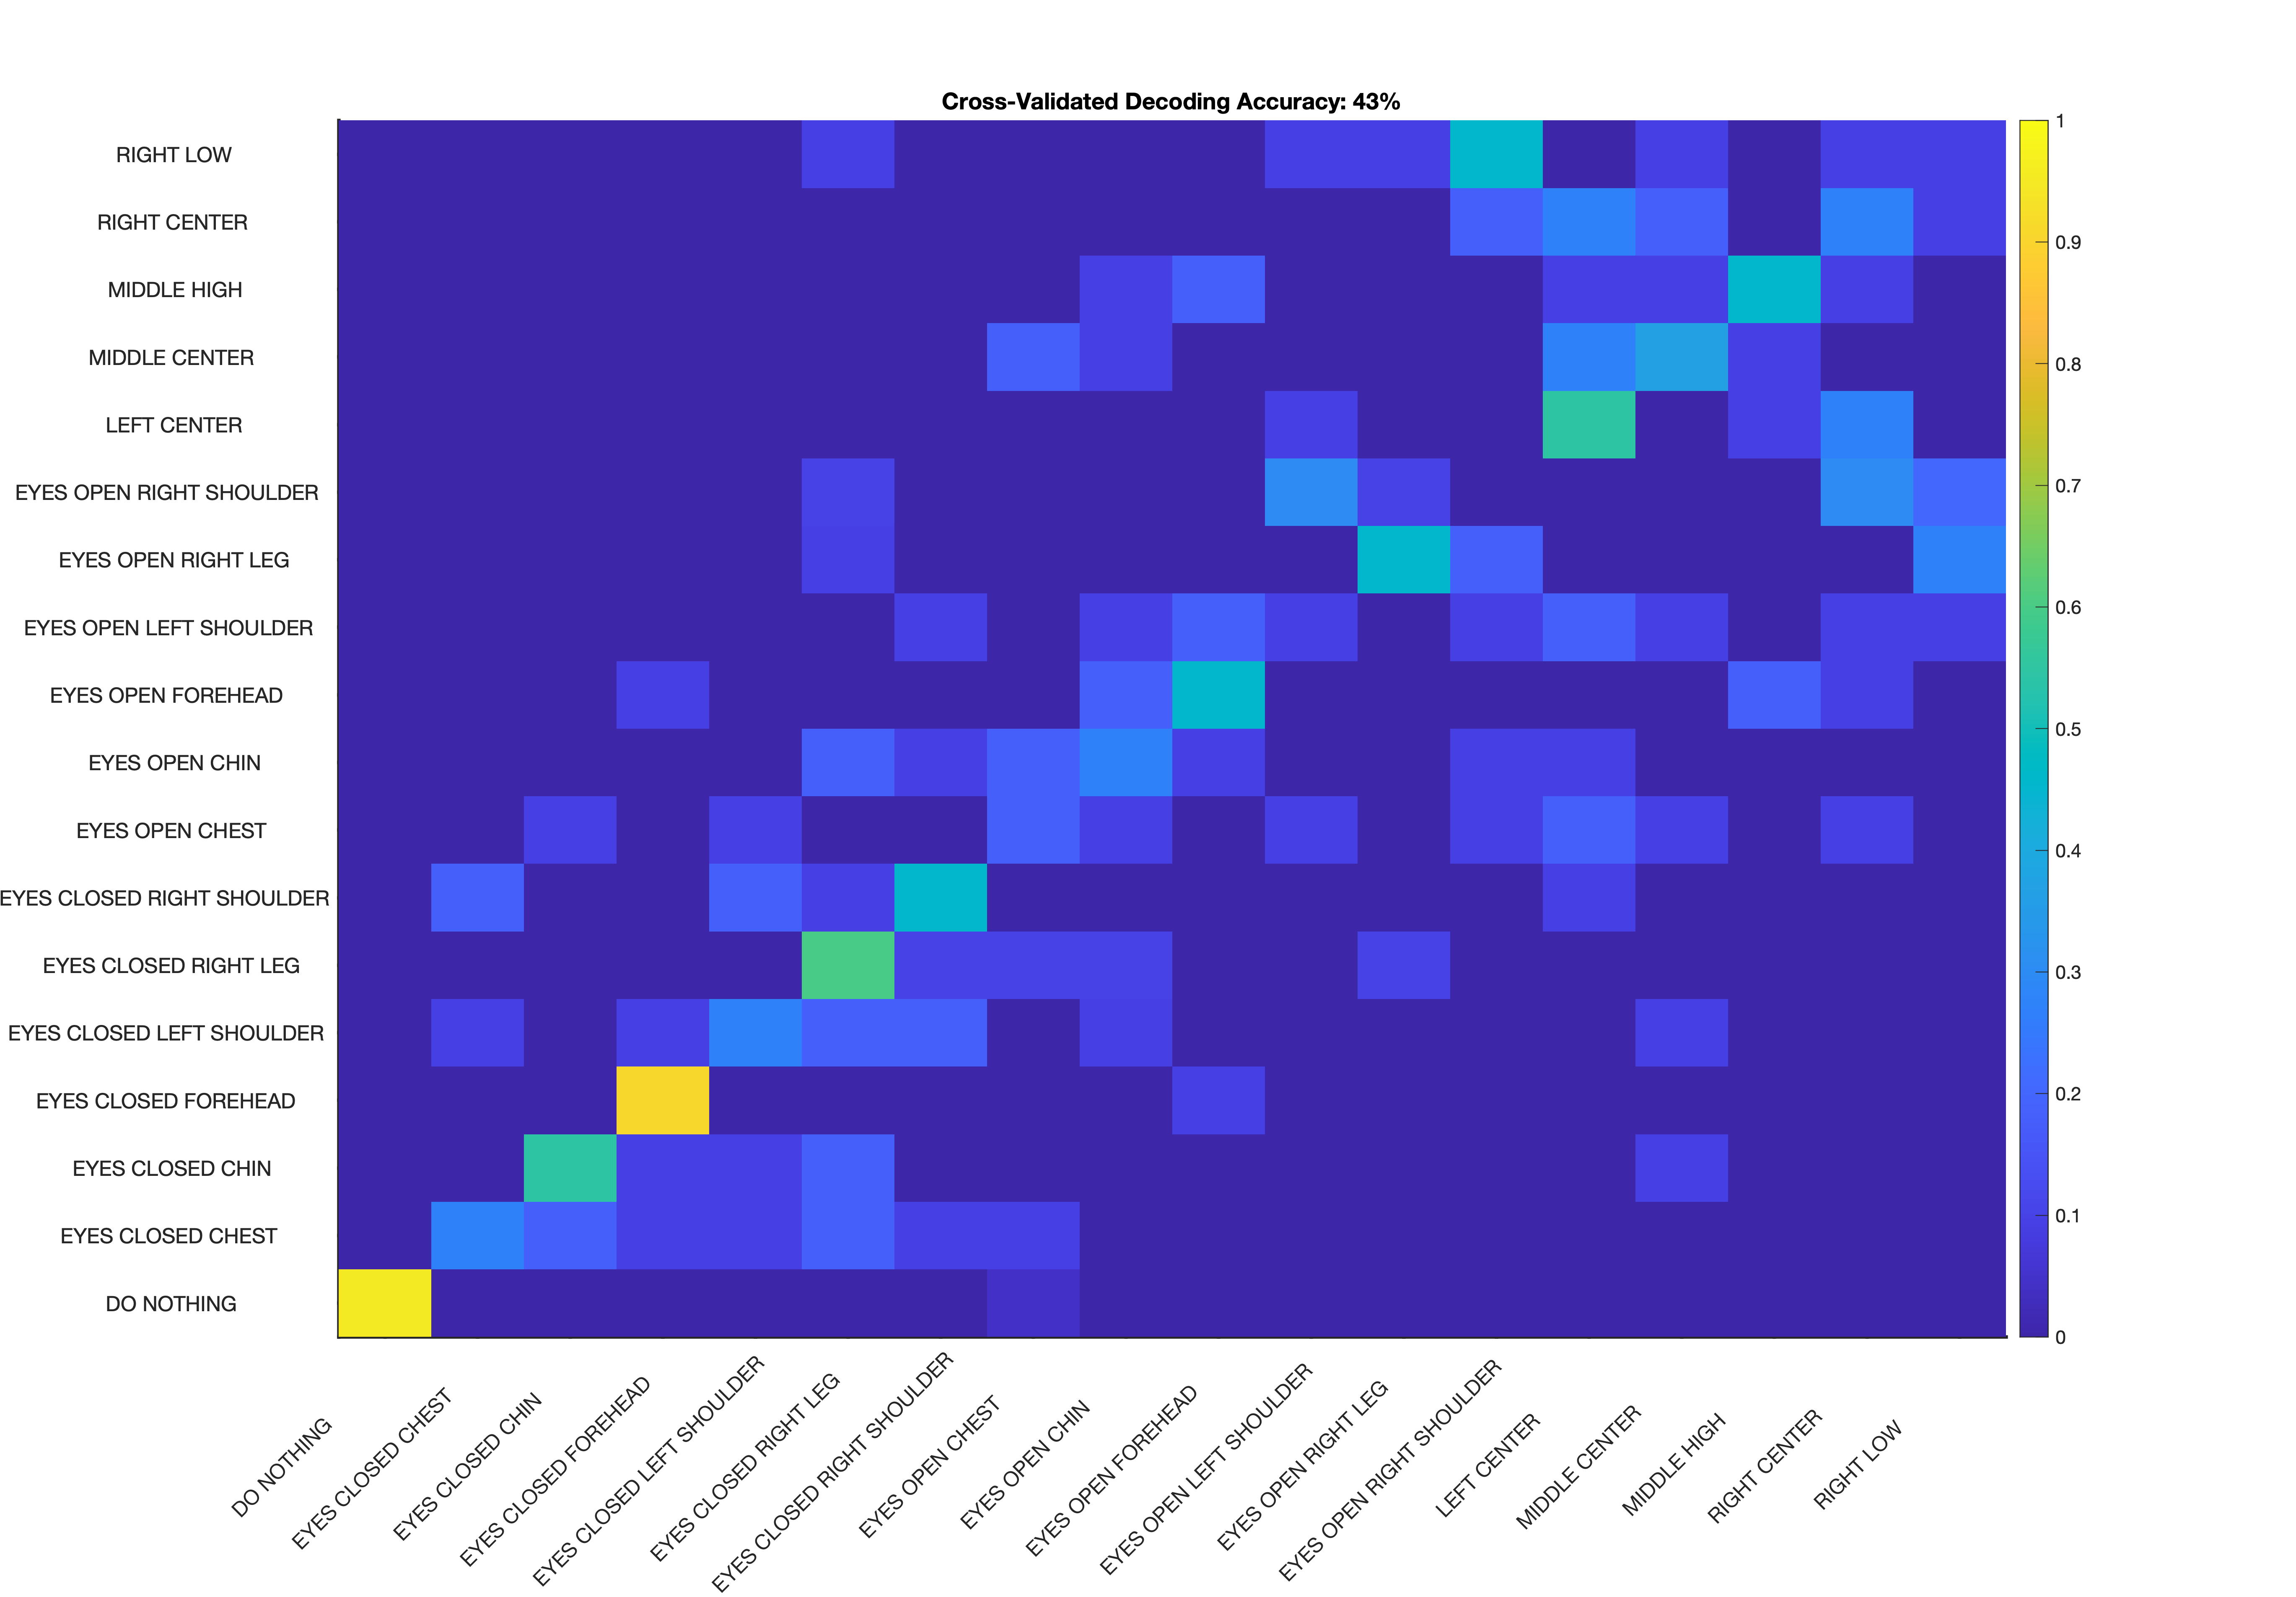 Cross-Validated Decoding Accuracy: 43%
RIGHT LOW
RIGHT CENTER
MIDDLE HIGH
MIDDLE CENTER
LEFT CENTER
EYES OPEN RIGHT SHOULDER
EYES OPEN RIGHT LEG
EYES OPEN LEFT SHOULDER
EYES OPEN FOREHEAD
EYES OPEN CHIN
EYES OPEN CHEST
EYES CLOSED RIGHT SHOULDER
EYES CLOSED RIGHT LEG
EYES CLOSED LEFT SHOULDER
EYES CLOSED FOREHEAD
EYES CLOSED CHIN
EYES CLOSED CHEST
DO NOTHING
DO NOTHING
EYES CLOSED CHEST
EYES CLOSED CHIN
EYES CLOSED FOREHEAD
EYES CLOSED LEFT SHOULDER
EYES CLOSED RIGHT LEG
EYES CLOSED RIGHT SHOULDER
EYES OPEN CHEST
EYES OPEN CHIN
EYES OPEN FOREHEAD
EYES OPEN LEFT SHOULDER
EYES OPEN RIGHT LEG
EYES OPEN RIGHT SHOULDER
LEFT CENTER
MIDDLE CENTER
MIDDLE HIGH
RIGHT CENTER
RIGHT LOW
1
0.9
0.8
0.7
0.6
0.5
0.4
0.3
0.2
0.1
0